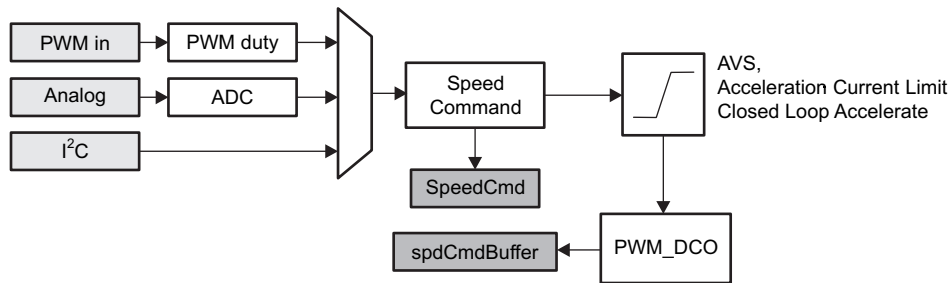 PWM in
PWM duty
Analog
ADC
I²C
Speed
Command
AVS,
Acceleration Current Limit
Closed Loop Accelerate
SpeedCmd
spdCmdBuffer
PWM_DCO